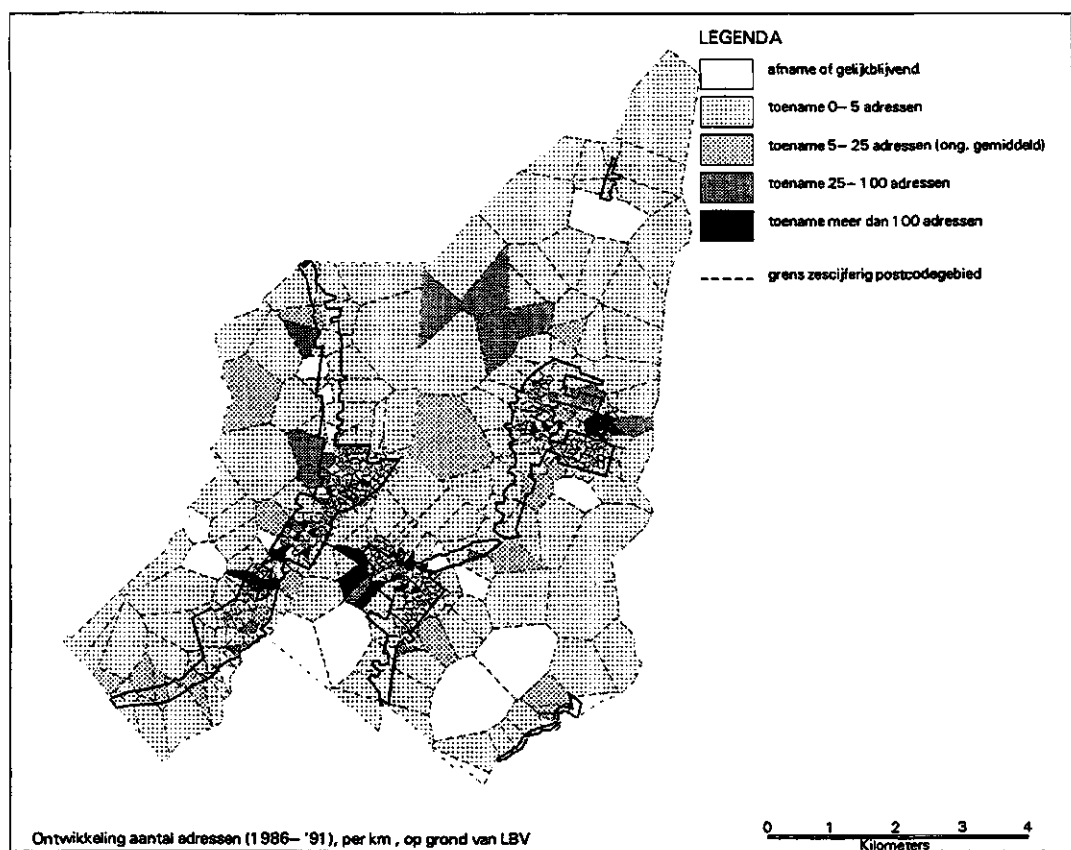 LEGENDA
afname of gelijkblijvend
toename 0– 5 adressen
toename 5– 25 adressen (ong. gemiddeld)
toename 25– 100 adressen
toename meer dan 100 adressen
grens zescijferig postcodegebied
Ontwikkeling aantal adressen (1986– '91), per km , op grond van LBV
0 1 2 3 4
Kilometers